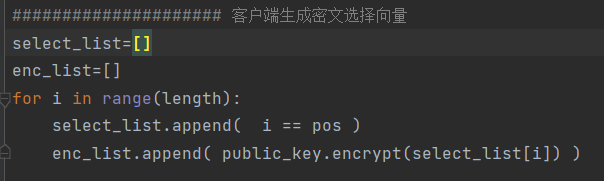 ##################### 客户端生成密文选择向量
select_list=[]
enc_list=[]
for i in range(length):
    select_list.append(  i == pos )
    enc_list.append( public_key.encrypt(select_list[i]) )